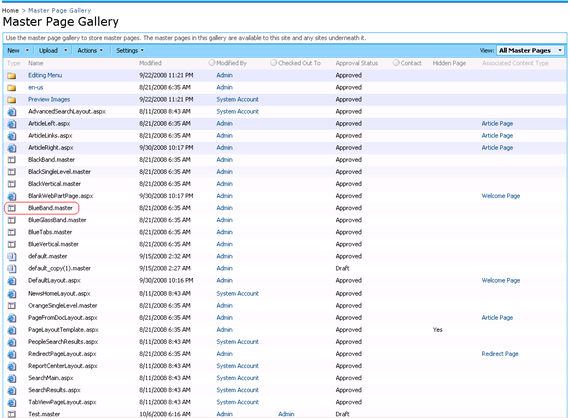 Home > Master Page Gallery
Master Page Gallery
Use the master page gallery to store master pages. The master pages in this gallery are available to this site and any sites underneath it.
New Upload Actions Settings View: All Master Pages
Type Name Modified Modified By Checked Out To Approval Status Contact Hidden Page Associated Content Type
Editing Menu 9/22/2008 11:21 PM Admin Approved
en-us 8/21/2008 6:35 AM Admin Approved
Preview Images 9/22/2008 11:21 PM System Account Approved
AdvancedSearchLayout.aspx 8/11/2008 8:43 AM System Account Approved
ArticleLeft.aspx 8/21/2008 6:35 AM Admin Approved Article Page
ArticleLinks.aspx 8/21/2008 6:35 AM Admin Approved Article Page
ArticleRight.aspx 9/30/2008 10:17 PM Admin Approved Article Page
BlackBand.master 8/21/2008 6:35 AM Admin Approved
BlackSingleLevel.master 8/21/2008 6:35 AM Admin Approved
BlackVertical.master 8/21/2008 6:35 AM Admin Approved
BlankWebPartPage.aspx 9/30/2008 10:17 PM Admin Approved Welcome Page
BlueBand.master 8/21/2008 6:35 AM Admin Approved
BlueGlassBand.master 8/21/2008 6:35 AM Admin Approved
BlueTabs.master 8/21/2008 6:35 AM Admin Approved
BlueVertical.master 8/21/2008 6:35 AM Admin Approved
default.master 9/15/2008 2:32 AM Admin Approved
default_copy(1).master 9/15/2008 2:27 AM Admin Draft
DefaultLayout.aspx 8/21/2008 6:35 AM Admin Approved Welcome Page
NewsHomeLayout.aspx 8/11/2008 8:43 AM System Account Approved
OrangeSingleLevel.master 8/21/2008 6:35 AM Admin Approved
PageFromDocLayout.aspx 8/21/2008 6:35 AM Admin Approved Article Page
PageLayoutTemplate.aspx 8/21/2008 6:35 AM Admin Approved Yes
PeopleSearchResults.aspx 8/11/2008 8:43 AM System Account Approved
RedirectPageLayout.aspx 8/21/2008 6:35 AM Admin Approved Redirect Page
ReportCenterLayout.aspx 8/11/2008 8:43 AM System Account Approved
SearchMain.aspx 8/11/2008 8:43 AM System Account Approved
SearchResults.aspx 8/11/2008 8:43 AM System Account Approved
TabViewPageLayout.aspx 8/11/2008 8:43 AM System Account Approved
Test.master 10/6/2008 6:16 AM Admin Admin Draft